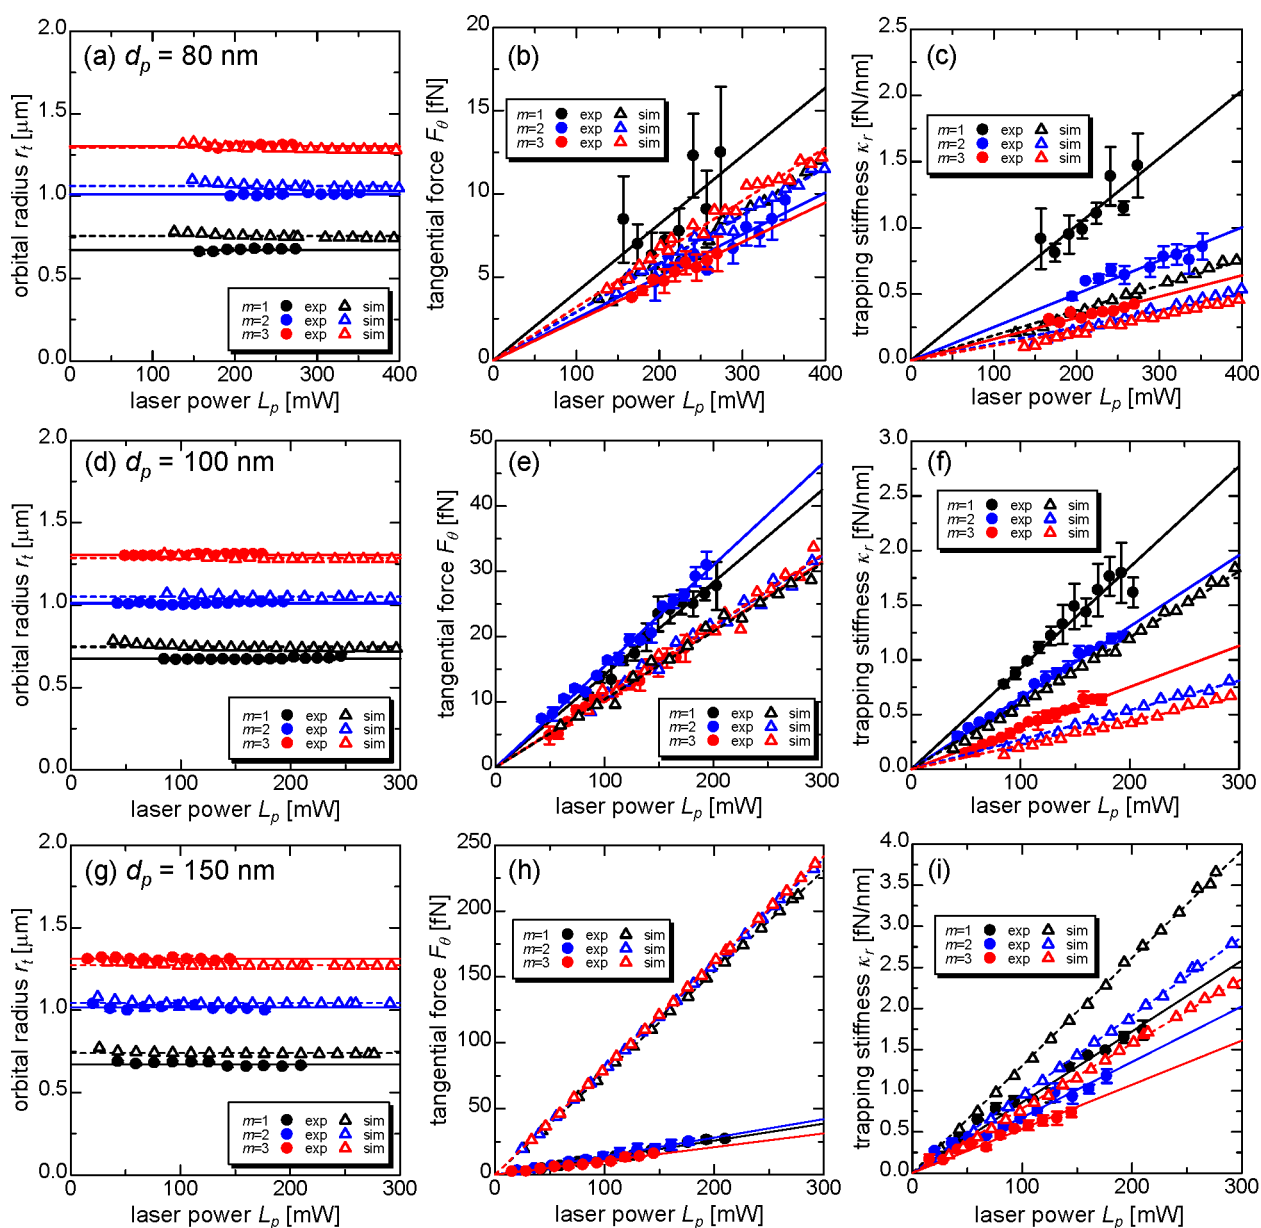 (a) dp = 80 nm
orbital radius rt [μm]
2.0
1.5
1.0
0.5
0.0
m=1 exp sim
m=2 exp sim
m=3 exp sim
0 100 200 300 400
laser power Lp [mW]
(b)
tangential force Fθ [fN]
20
15
10
5
0
m=1 exp sim
m=2 exp sim
m=3 exp sim
0 100 200 300 400
laser power Lp [mW]
(c)
trapping stiffness κr [fN/nm]
2.5
2.0
1.5
1.0
0.5
0.0
m=1 exp sim
m=2 exp sim
m=3 exp sim
0 100 200 300 400
laser power Lp [mW]
(d) dp = 100 nm
orbital radius rt [μm]
2.0
1.5
1.0
0.5
0.0
m=1 exp sim
m=2 exp sim
m=3 exp sim
0 100 200 300
laser power Lp [mW]
(e)
tangential force Fθ [fN]
50
40
30
20
10
0
m=1 exp sim
m=2 exp sim
m=3 exp sim
0 100 200 300
laser power Lp [mW]
(f)
trapping stiffness κr [fN/nm]
3.0
2.5
2.0
1.5
1.0
0.5
0.0
m=1 exp sim
m=2 exp sim
m=3 exp sim
0 100 200 300
laser power Lp [mW]
(g) dp = 150 nm
orbital radius rt [μm]
2.0
1.5
1.0
0.5
0.0
m=1 exp sim
m=2 exp sim
m=3 exp sim
0 100 200 300
laser power Lp [mW]
(h)
tangential force Fθ [fN]
250
200
150
100
50
0
m=1 exp sim
m=2 exp sim
m=3 exp sim
0 100 200 300
laser power Lp [mW]
(i)
trapping stiffness κr [fN/nm]
4.0
3.5
3.0
2.5
2.0
1.5
1.0
0.5
0.0
m=1 exp sim
m=2 exp sim
m=3 exp sim
0 100 200 300
laser power Lp [mW]